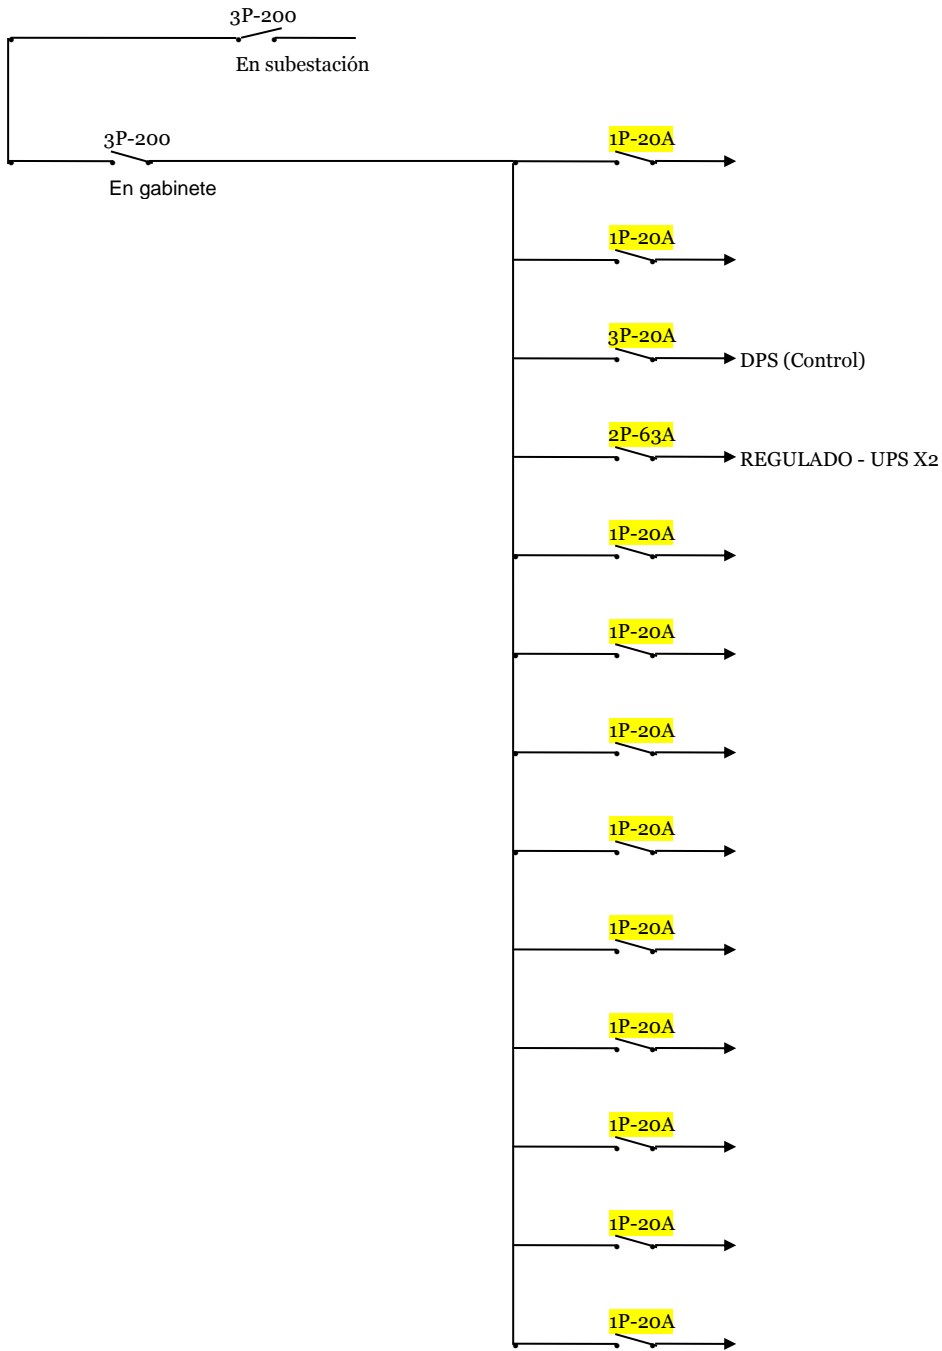 3P-200
En subestación
3P-200
En gabinete
1P-20A
1P-20A
3P-20A
DPS (Control)
2P-63A
REGULADO - UPS X2
1P-20A
1P-20A
1P-20A
1P-20A
1P-20A
1P-20A
1P-20A
1P-20A
1P-20A